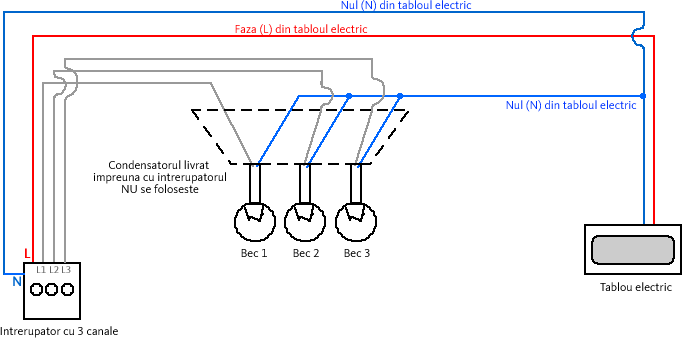 Nul (N) din tabloul electric
Faza (L) din tabloul electric
Nul (N) din tabloul electric
Condensatorul livrat
impreuna cu intrerupatorul
NU se foloseste
Bec 1
Bec 2
Bec 3
L
L1 L2 L3
N
Tablou electric
Intrerupator cu 3 canale